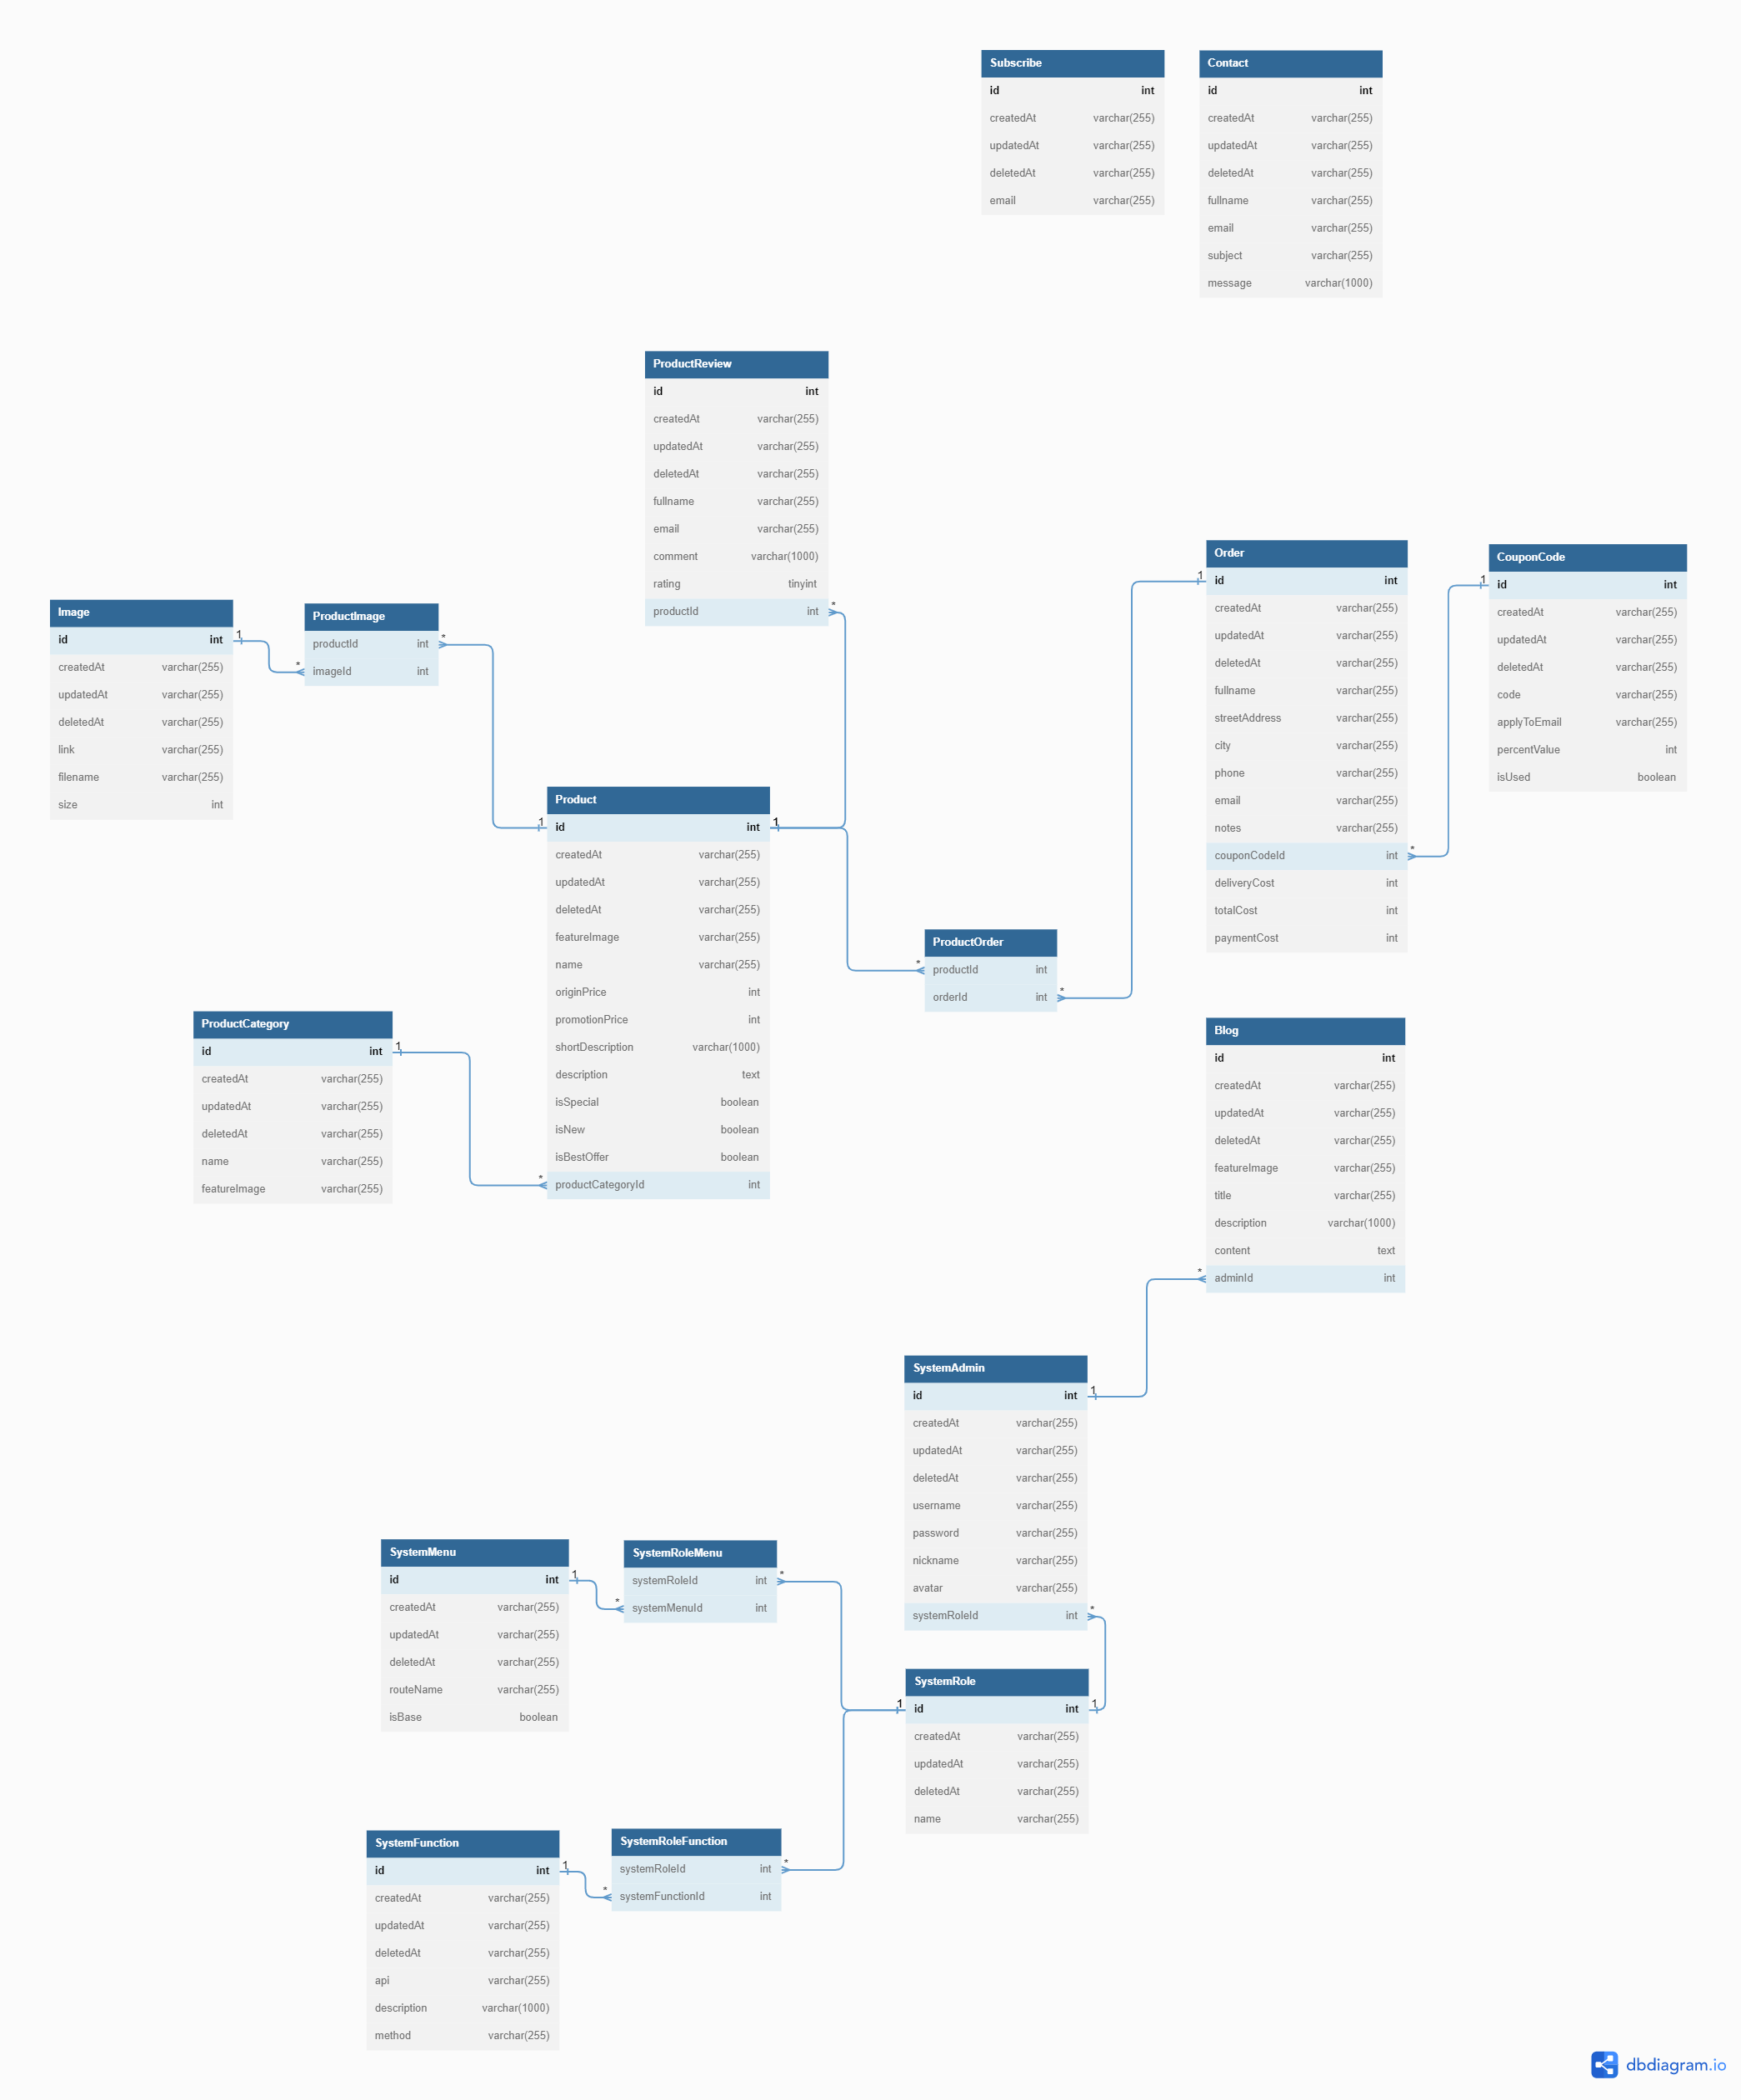 Subscribe
id int
createdAt varchar(255)
updatedAt varchar(255)
deletedAt varchar(255)
email varchar(255)
Contact
id int
createdAt varchar(255)
updatedAt varchar(255)
deletedAt varchar(255)
fullname varchar(255)
email varchar(255)
subject varchar(255)
message varchar(1000)
ProductReview
id int
createdAt varchar(255)
updatedAt varchar(255)
deletedAt varchar(255)
fullname varchar(255)
email varchar(255)
comment varchar(1000)
rating tinyint
productId int *
Order
1 id int
createdAt varchar(255)
updatedAt varchar(255)
deletedAt varchar(255)
fullname varchar(255)
streetAddress varchar(255)
city varchar(255)
phone varchar(255)
email varchar(255)
notes varchar(255)
couponCodeId int *
deliveryCost int
totalCost int
paymentCost int
CouponCode
1 id int
createdAt varchar(255)
updatedAt varchar(255)
deletedAt varchar(255)
code varchar(255)
applyToEmail varchar(255)
percentValue int
isUsed boolean
Image
id int 1
createdAt varchar(255)
updatedAt varchar(255)
deletedAt varchar(255)
link varchar(255)
filename varchar(255)
size int
ProductImage
productId int *
* imageId int
Product
1 id int 1
createdAt varchar(255)
updatedAt varchar(255)
deletedAt varchar(255)
featureImage varchar(255)
name varchar(255)
originPrice int
promotionPrice int
shortDescription varchar(1000)
description text
isSpecial boolean
isNew boolean
isBestOffer boolean
* productCategoryId int
ProductOrder
* productId int
orderId int *
ProductCategory
id int 1
createdAt varchar(255)
updatedAt varchar(255)
deletedAt varchar(255)
name varchar(255)
featureImage varchar(255)
Blog
id int
createdAt varchar(255)
updatedAt varchar(255)
deletedAt varchar(255)
featureImage varchar(255)
title varchar(255)
description varchar(1000)
content text
* adminId int
SystemAdmin
id int 1
createdAt varchar(255)
updatedAt varchar(255)
deletedAt varchar(255)
username varchar(255)
password varchar(255)
nickname varchar(255)
avatar varchar(255)
systemRoleId int *
SystemMenu
id int 1
createdAt varchar(255)
updatedAt varchar(255)
deletedAt varchar(255)
routeName varchar(255)
isBase boolean
SystemRoleMenu
systemRoleId int *
* systemMenuId int
SystemRole
1 id int 1
createdAt varchar(255)
updatedAt varchar(255)
deletedAt varchar(255)
name varchar(255)
SystemFunction
id int 1
createdAt varchar(255)
updatedAt varchar(255)
deletedAt varchar(255)
api varchar(255)
description varchar(1000)
method varchar(255)
SystemRoleFunction
systemRoleId int *
* systemFunctionId int
dbdiagram.io